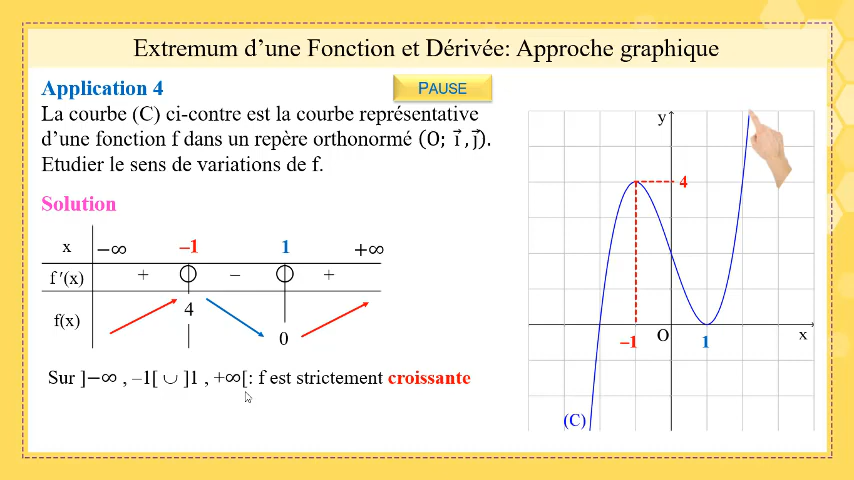 Extremum d’une Fonction et Dérivée: Approche graphique
Application 4
PAUSE
La courbe (C) ci-contre est la courbe représentative
d’une fonction f dans un repère orthonormé (O; i⃗ , j⃗).
Etudier le sens de variations de f.
Solution
x −∞ –1 1 +∞
f ′(x) + – +
f(x) 4 0
Sur ]−∞ , –1[ ∪ ]1 , +∞[: f est strictement croissante
y
4
–1 O 1 x
(C)